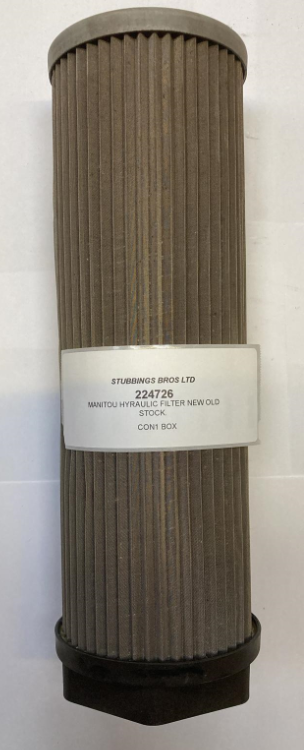 STUBBINGS BROS LTD
224726
MANITOU HYRAULIC FILTER NEW OLD
STOCK.
CON1 BOX